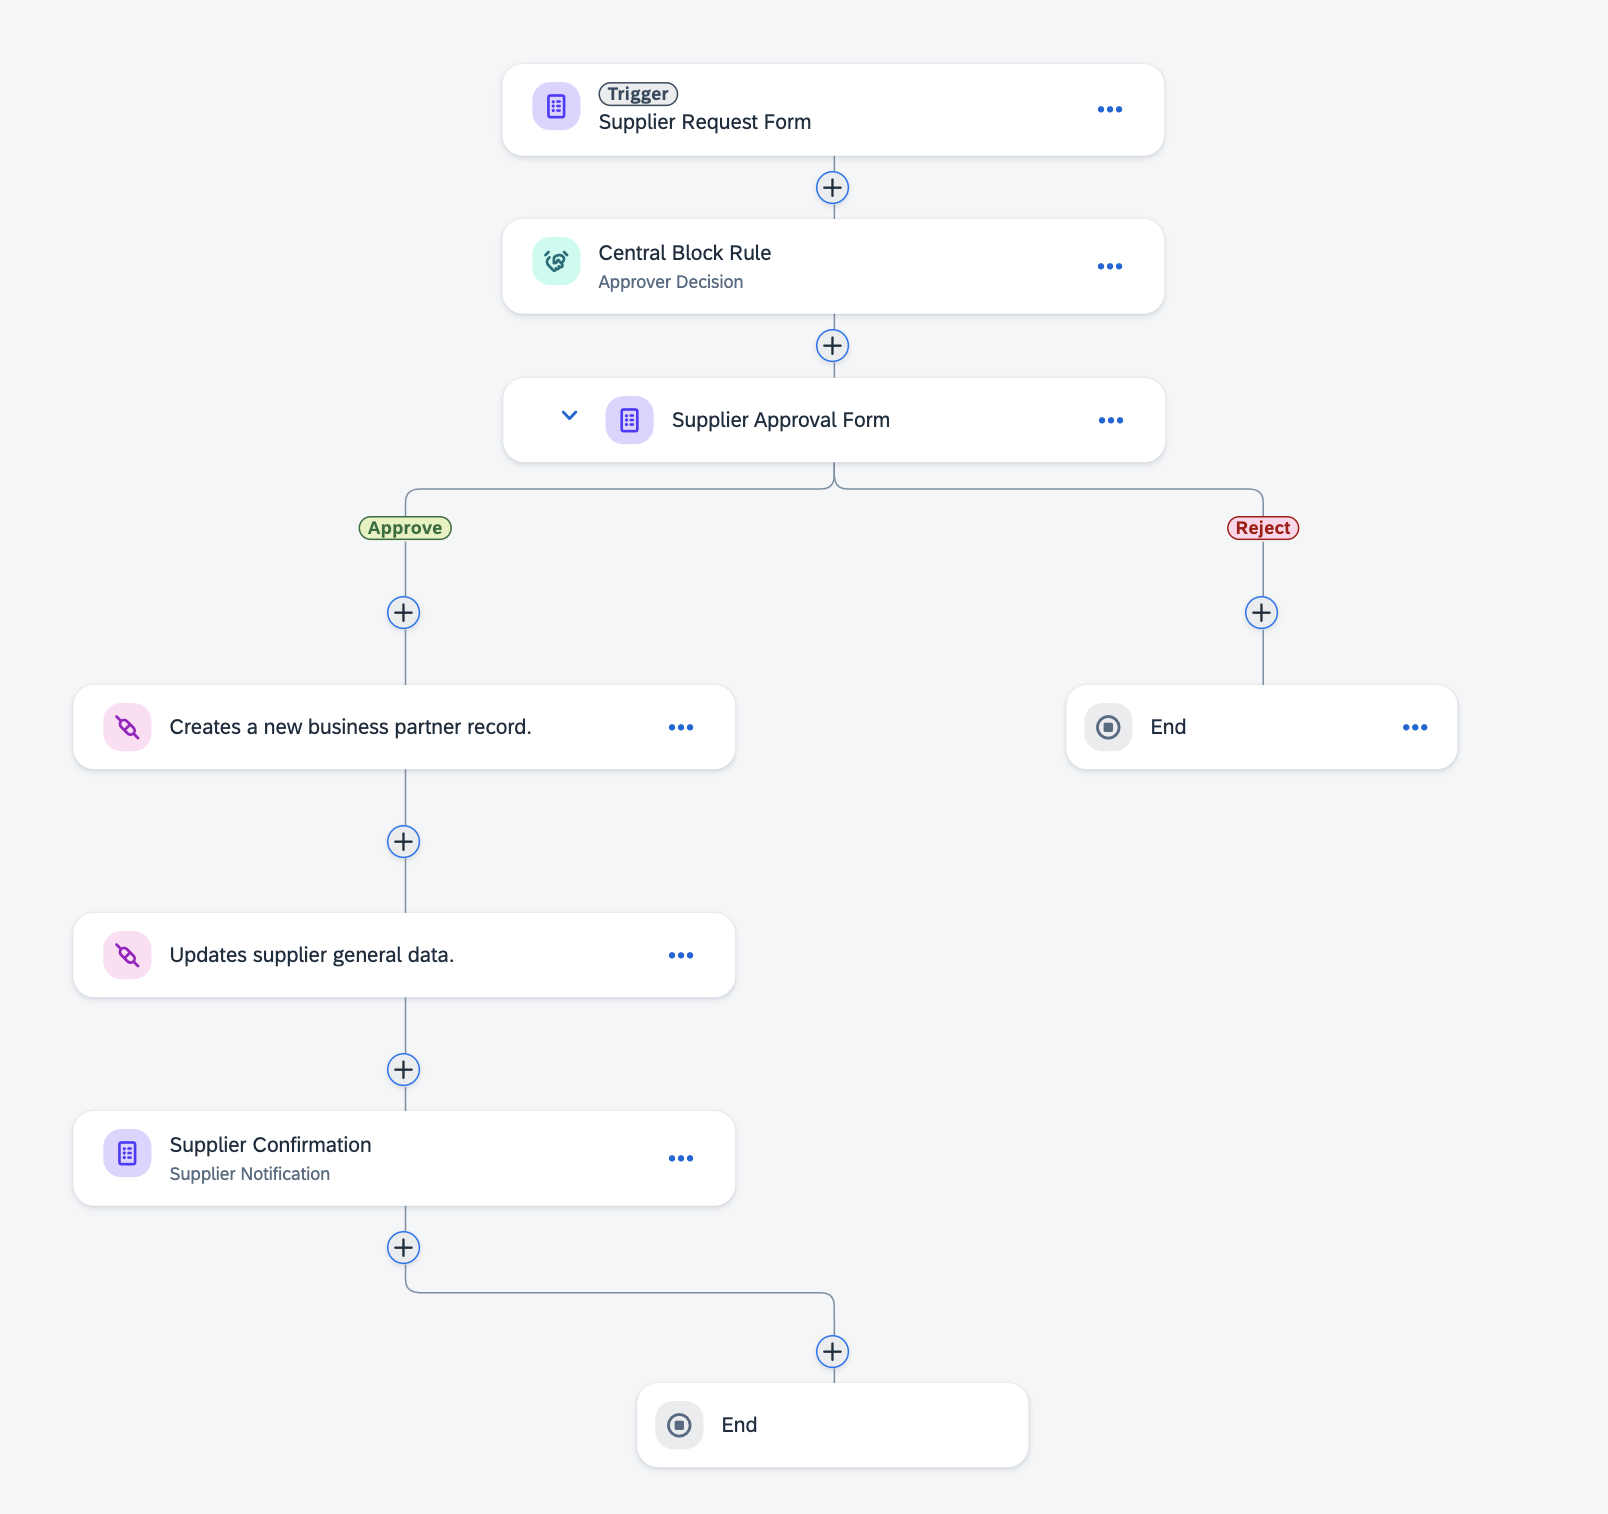 Trigger
Supplier Request Form
Central Block Rule
Approver Decision
Supplier Approval Form
Approve
Reject
Creates a new business partner record.
End
Updates supplier general data.
Supplier Confirmation
Supplier Notification
End